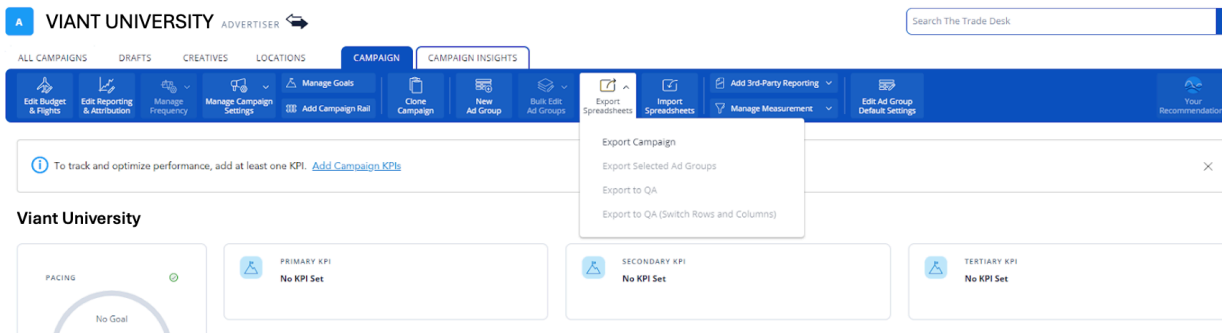 A VIANT UNIVERSITY ADVERTISER
Search The Trade Desk
ALL CAMPAIGNS DRAFTS CREATIVES LOCATIONS CAMPAIGN CAMPAIGN INSIGHTS
Edit Budget
& Flights
Edit Reporting
& Attribution
Manage
Frequency
Manage Campaign
Settings
Manage Goals
Add Campaign Rail
Clone
Campaign
New
Ad Group
Bulk Edit
Ad Groups
Export
Spreadsheets
Import
Spreadsheets
Add 3rd-Party Reporting
Manage Measurement
Edit Ad Group
Default Settings
Your
Recommendation
Export Campaign
Export Selected Ad Groups
Export to QA
Export to QA (Switch Rows and Columns)
To track and optimize performance, add at least one KPI. Add Campaign KPIs
Viant University
PACING
No Goal
PRIMARY KPI
No KPI Set
SECONDARY KPI
No KPI Set
TERTIARY KPI
No KPI Set